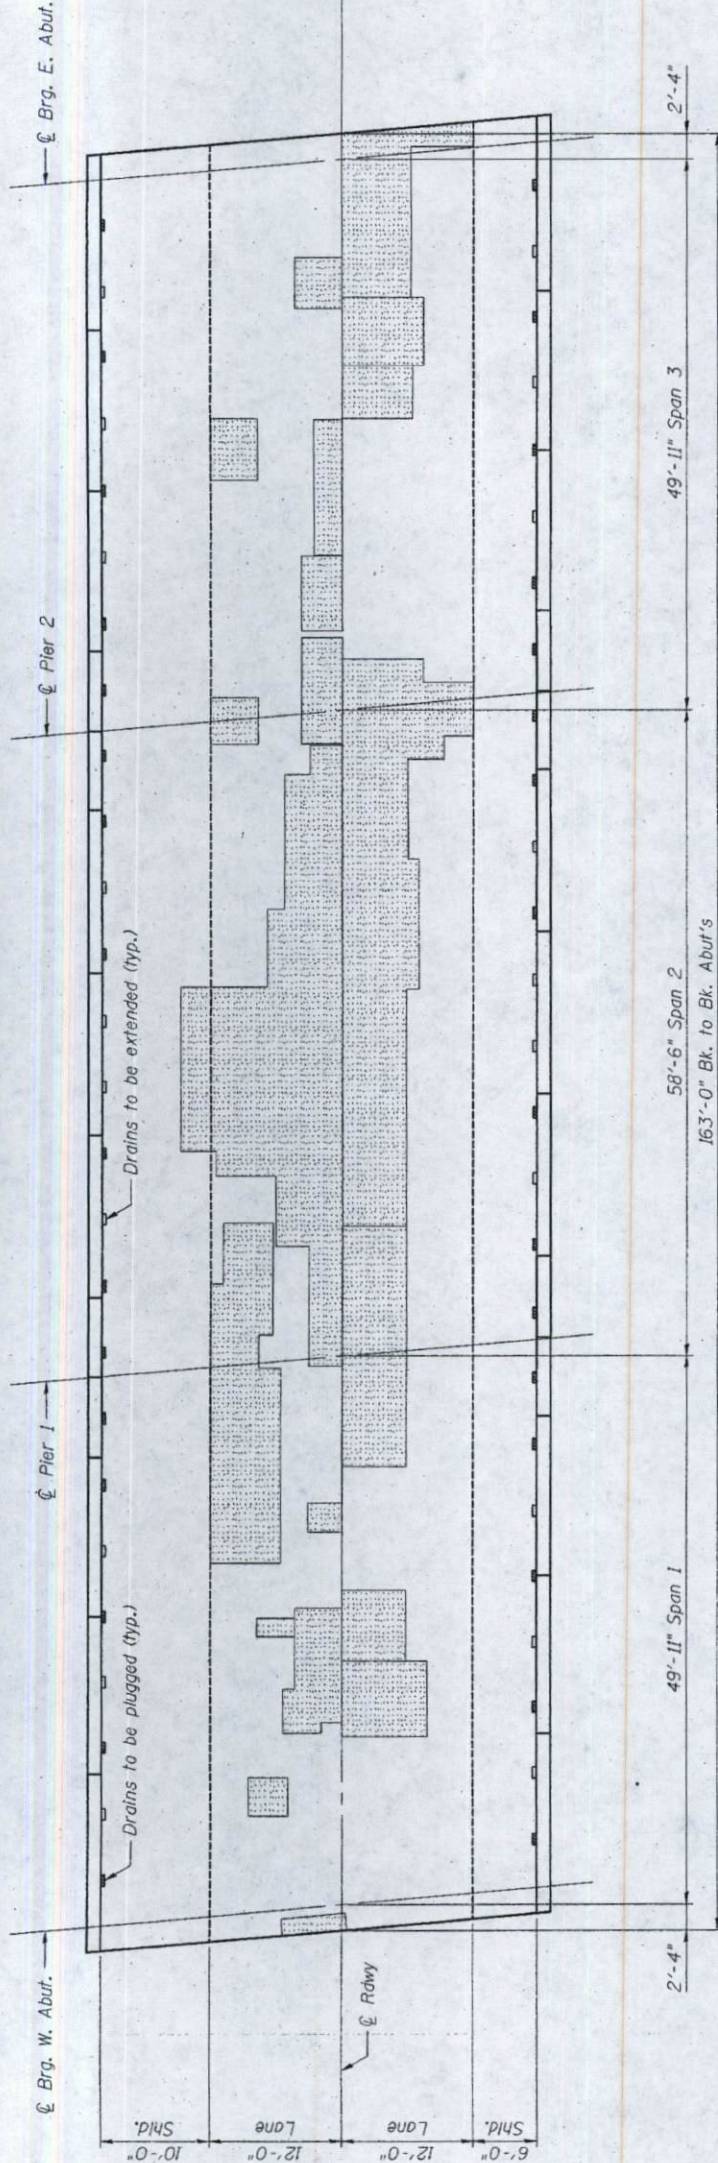 ℄ Brg. W. Abut.
℄ Pier 1
℄ Pier 2
℄ Brg. E. Abut.
Drains to be plugged (typ.)
Drains to be extended (typ.)
10'-0"
Shld.
12'-0"
Lane
12'-0"
Lane
6'-0"
Shld.
℄ Rdwy
2'-4"
49'-11" Span 1
58'-6" Span 2
49'-11" Span 3
2'-4"
163'-0" Bk. to Bk. Abut's